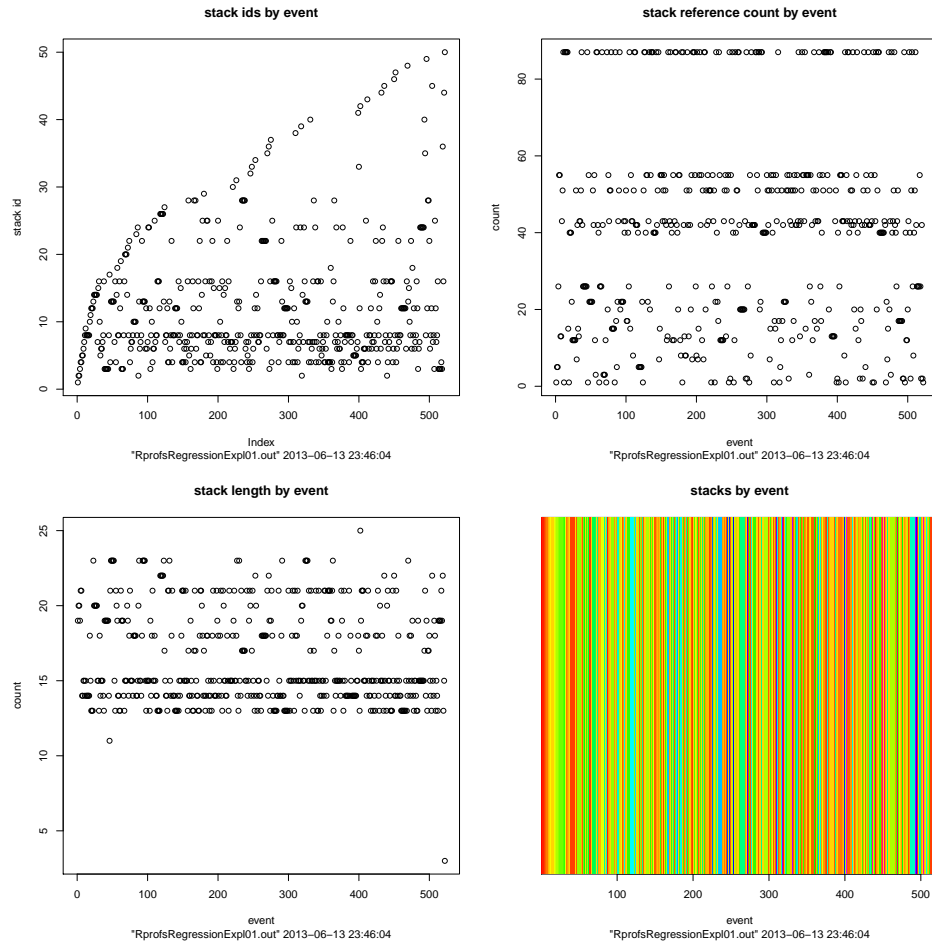 stack ids by event
50
40
30
20
10
0
stack id
0 100 200 300 400 500
Index
"RprofsRegressionExpl01.out" 2013−06−13 23:46:04
stack reference count by event
80
60
40
20
0
count
0 100 200 300 400 500
event
"RprofsRegressionExpl01.out" 2013−06−13 23:46:04
stack length by event
25
20
15
10
5
count
0 100 200 300 400 500
event
"RprofsRegressionExpl01.out" 2013−06−13 23:46:04
stacks by event
100 200 300 400 500
event
"RprofsRegressionExpl01.out" 2013−06−13 23:46:04